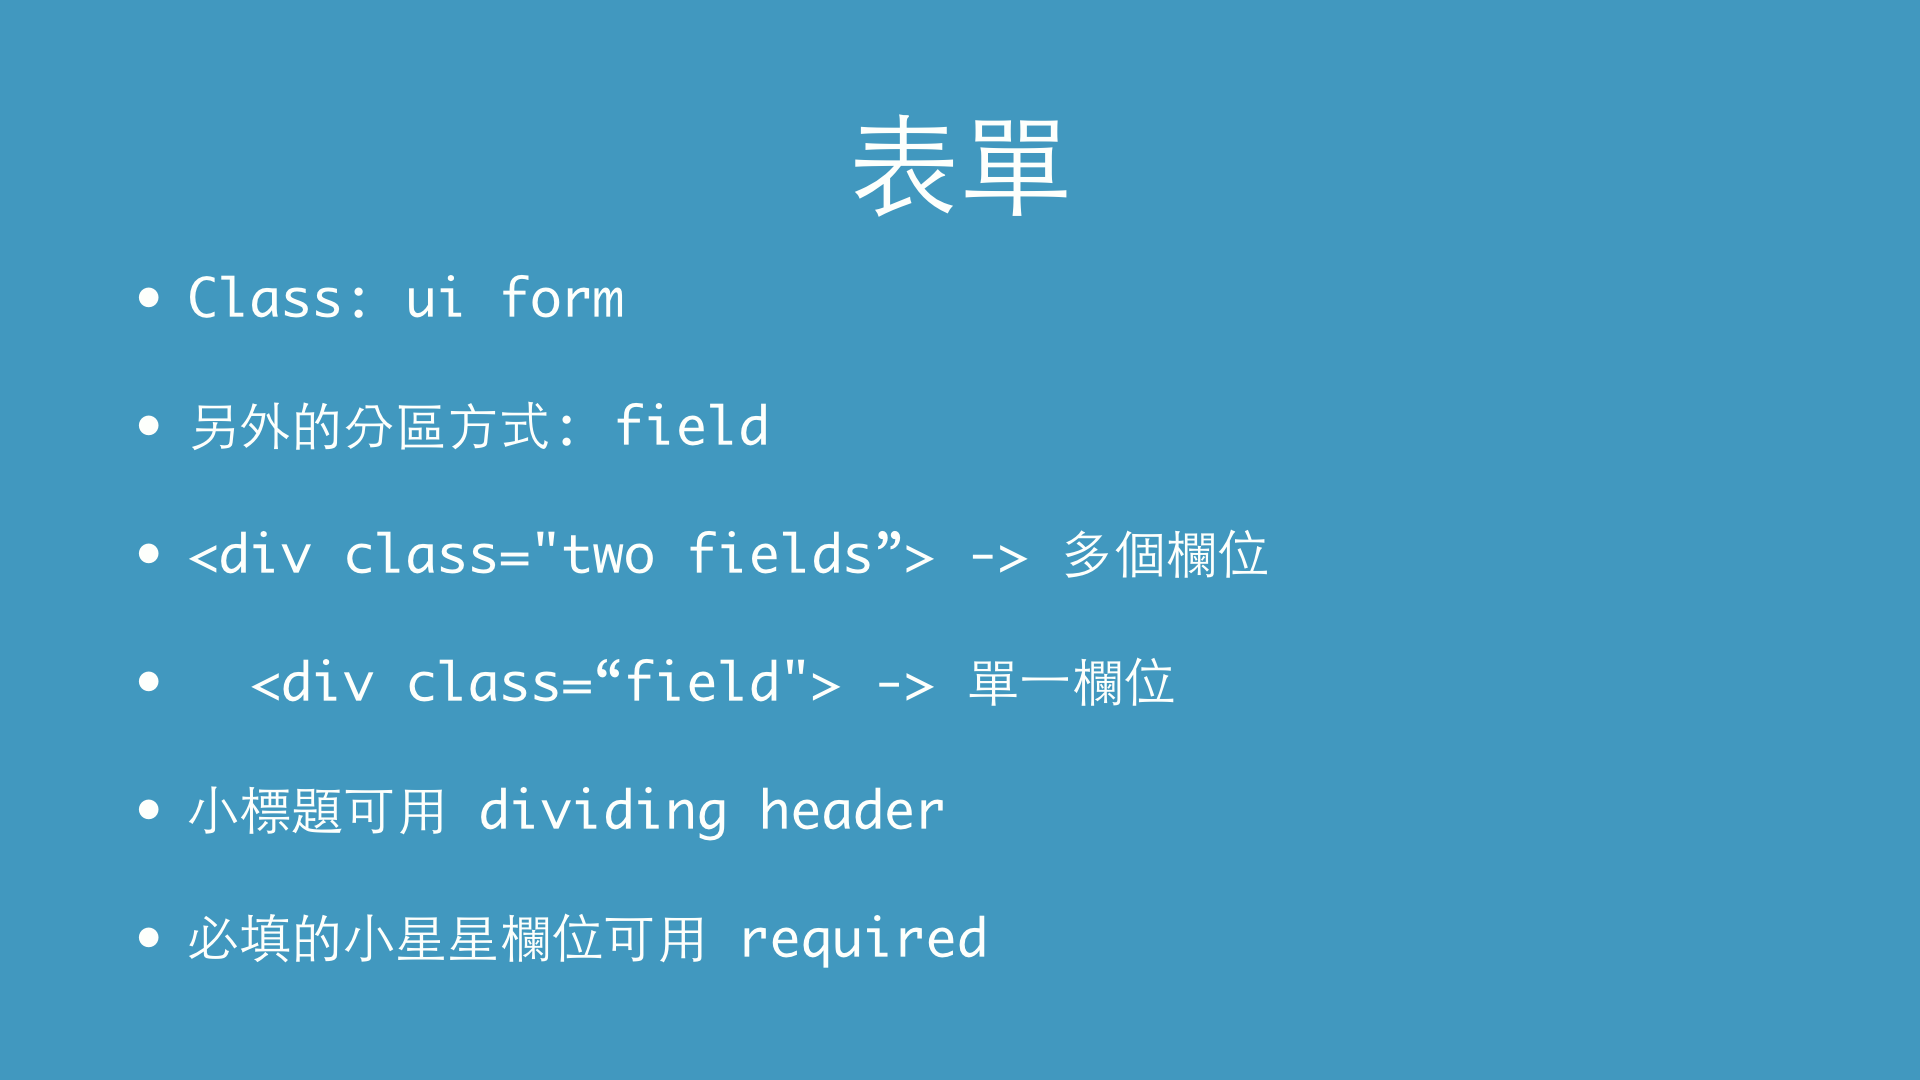 表單
• Class: ui form
• 另外的分區方式: field
• <div class="two fields”> -> 多個欄位
•   <div class=“field"> -> 單一欄位
• 小標題可用 dividing header
• 必填的小星星欄位可用 required